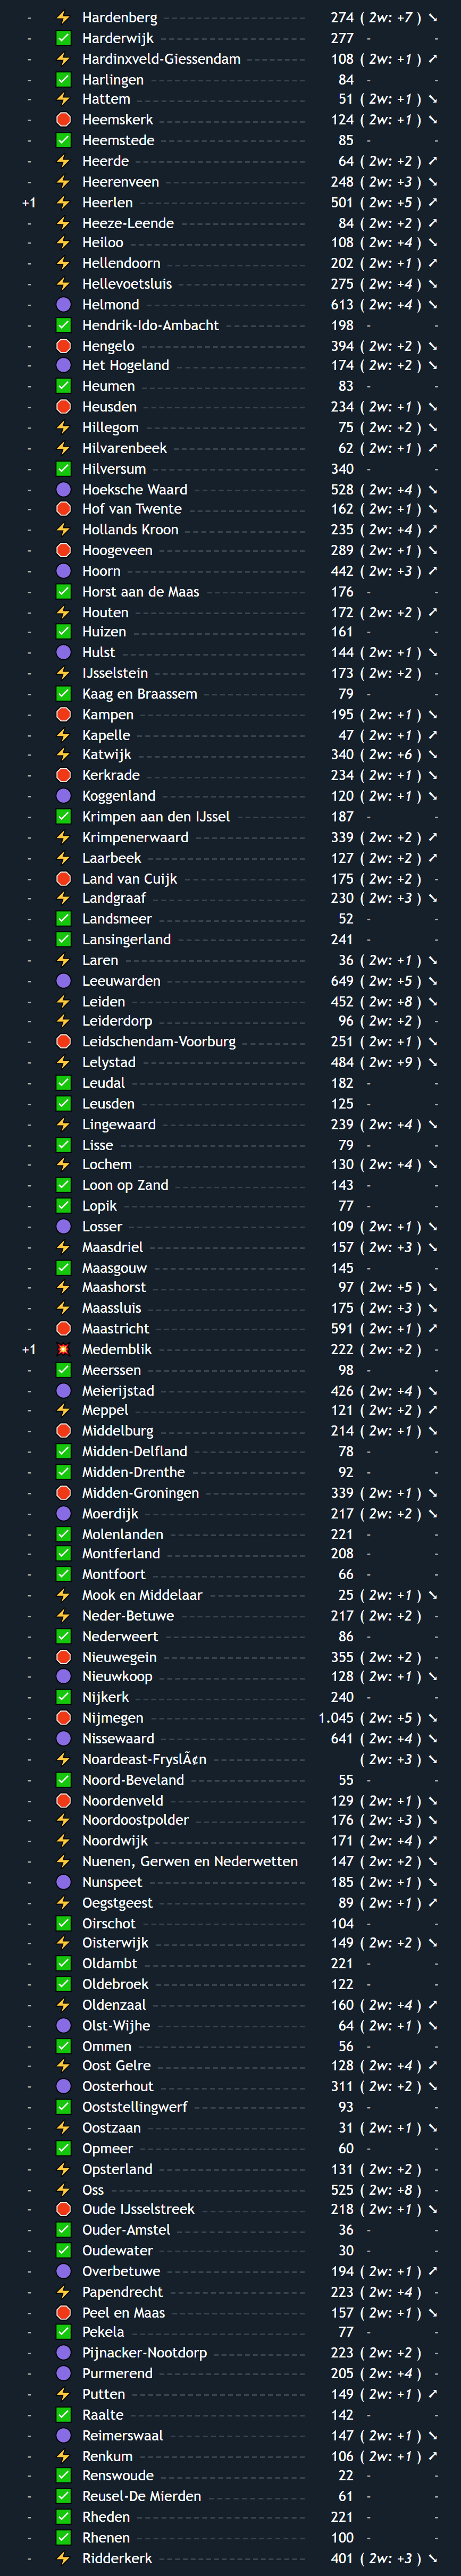 - ⚡ Hardenberg 274 ( 2w: +7 ) ↘
- ✅ Harderwijk 277 - -
- ⚡ Hardinxveld-Giessendam 108 ( 2w: +1 ) ↗
- ✅ Harlingen 84 - -
- ⚡ Hattem 51 ( 2w: +1 ) ↘
- 🛑 Heemskerk 124 ( 2w: +1 ) ↘
- ✅ Heemstede 85 - -
- ⚡ Heerde 64 ( 2w: +2 ) ↗
- ⚡ Heerenveen 248 ( 2w: +3 ) ↘
+1 ⚡ Heerlen 501 ( 2w: +5 ) ↗
- ⚡ Heeze-Leende 84 ( 2w: +2 ) ↗
- ⚡ Heiloo 108 ( 2w: +4 ) ↘
- ⚡ Hellendoorn 202 ( 2w: +1 ) ↗
- ⚡ Hellevoetsluis 275 ( 2w: +4 ) ↘
- 🟣 Helmond 613 ( 2w: +4 ) ↘
- ✅ Hendrik-Ido-Ambacht 198 - -
- 🛑 Hengelo 394 ( 2w: +2 ) ↘
- 🟣 Het Hogeland 174 ( 2w: +2 ) ↘
- ✅ Heumen 83 - -
- 🛑 Heusden 234 ( 2w: +1 ) ↘
- ⚡ Hillegom 75 ( 2w: +2 ) ↘
- ⚡ Hilvarenbeek 62 ( 2w: +1 ) ↗
- ✅ Hilversum 340 - -
- 🟣 Hoeksche Waard 528 ( 2w: +4 ) ↘
- 🛑 Hof van Twente 162 ( 2w: +1 ) ↘
- ⚡ Hollands Kroon 235 ( 2w: +4 ) ↗
- 🛑 Hoogeveen 289 ( 2w: +1 ) ↘
- 🟣 Hoorn 442 ( 2w: +3 ) ↗
- ✅ Horst aan de Maas 176 - -
- ⚡ Houten 172 ( 2w: +2 ) ↗
- ✅ Huizen 161 - -
- 🟣 Hulst 144 ( 2w: +1 ) ↘
- ⚡ IJsselstein 173 ( 2w: +2 ) -
- ✅ Kaag en Braassem 79 - -
- 🛑 Kampen 195 ( 2w: +1 ) ↘
- ⚡ Kapelle 47 ( 2w: +1 ) ↗
- ⚡ Katwijk 340 ( 2w: +6 ) ↘
- 🛑 Kerkrade 234 ( 2w: +1 ) ↘
- 🟣 Koggenland 120 ( 2w: +1 ) ↘
- ✅ Krimpen aan den IJssel 187 - -
- ⚡ Krimpenerwaard 339 ( 2w: +2 ) ↗
- ⚡ Laarbeek 127 ( 2w: +2 ) ↗
- 🛑 Land van Cuijk 175 ( 2w: +2 ) -
- ⚡ Landgraaf 230 ( 2w: +3 ) ↘
- ✅ Landsmeer 52 - -
- ✅ Lansingerland 241 - -
- ⚡ Laren 36 ( 2w: +1 ) ↘
- 🟣 Leeuwarden 649 ( 2w: +5 ) ↘
- ⚡ Leiden 452 ( 2w: +8 ) ↘
- ⚡ Leiderdorp 96 ( 2w: +2 ) -
- 🛑 Leidschendam-Voorburg 251 ( 2w: +1 ) ↘
- ⚡ Lelystad 484 ( 2w: +9 ) ↘
- ✅ Leudal 182 - -
- ✅ Leusden 125 - -
- ⚡ Lingewaard 239 ( 2w: +4 ) ↘
- ✅ Lisse 79 - -
- ⚡ Lochem 130 ( 2w: +4 ) ↘
- ✅ Loon op Zand 143 - -
- ✅ Lopik 77 - -
- 🟣 Losser 109 ( 2w: +1 ) ↘
- ⚡ Maasdriel 157 ( 2w: +3 ) ↘
- ✅ Maasgouw 145 - -
- ⚡ Maashorst 97 ( 2w: +5 ) ↘
- ⚡ Maassluis 175 ( 2w: +3 ) ↘
- 🛑 Maastricht 591 ( 2w: +1 ) ↗
+1 💥 Medemblik 222 ( 2w: +2 ) -
- ✅ Meerssen 98 - -
- 🟣 Meierijstad 426 ( 2w: +4 ) ↘
- ⚡ Meppel 121 ( 2w: +2 ) ↗
- 🛑 Middelburg 214 ( 2w: +1 ) ↘
- ✅ Midden-Delfland 78 - -
- ✅ Midden-Drenthe 92 - -
- 🛑 Midden-Groningen 339 ( 2w: +1 ) ↘
- 🟣 Moerdijk 217 ( 2w: +2 ) ↘
- ✅ Molenlanden 221 - -
- ✅ Montferland 208 - -
- ✅ Montfoort 66 - -
- ⚡ Mook en Middelaar 25 ( 2w: +1 ) ↘
- ⚡ Neder-Betuwe 217 ( 2w: +2 ) -
- ✅ Nederweert 86 - -
- 🛑 Nieuwegein 355 ( 2w: +2 ) -
- 🟣 Nieuwkoop 128 ( 2w: +1 ) ↘
- ✅ Nijkerk 240 - -
- 🛑 Nijmegen 1.045 ( 2w: +5 ) ↘
- 🟣 Nissewaard 641 ( 2w: +4 ) ↘
- ⚡ Noardeast-FryslÃ¢n ( 2w: +3 ) ↘
- ✅ Noord-Beveland 55 - -
- 🛑 Noordenveld 129 ( 2w: +1 ) ↘
- ⚡ Noordoostpolder 176 ( 2w: +3 ) ↘
- ⚡ Noordwijk 171 ( 2w: +4 ) ↗
- ⚡ Nuenen, Gerwen en Nederwetten 147 ( 2w: +2 ) ↘
- 🟣 Nunspeet 185 ( 2w: +1 ) ↘
- ⚡ Oegstgeest 89 ( 2w: +1 ) ↗
- ✅ Oirschot 104 - -
- ⚡ Oisterwijk 149 ( 2w: +2 ) ↘
- ✅ Oldambt 221 - -
- ✅ Oldebroek 122 - -
- ⚡ Oldenzaal 160 ( 2w: +4 ) ↗
- 🟣 Olst-Wijhe 64 ( 2w: +1 ) ↘
- ✅ Ommen 56 - -
- ⚡ Oost Gelre 128 ( 2w: +4 ) ↗
- 🟣 Oosterhout 311 ( 2w: +2 ) ↘
- ✅ Ooststellingwerf 93 - -
- ⚡ Oostzaan 31 ( 2w: +1 ) ↘
- ✅ Opmeer 60 - -
- ⚡ Opsterland 131 ( 2w: +2 ) -
- ⚡ Oss 525 ( 2w: +8 ) -
- 🛑 Oude IJsselstreek 218 ( 2w: +1 ) ↘
- ✅ Ouder-Amstel 36 - -
- ✅ Oudewater 30 - -
- 🟣 Overbetuwe 194 ( 2w: +1 ) ↗
- ⚡ Papendrecht 223 ( 2w: +4 ) -
- 🛑 Peel en Maas 157 ( 2w: +1 ) ↘
- ✅ Pekela 77 - -
- 🟣 Pijnacker-Nootdorp 223 ( 2w: +2 ) -
- 🟣 Purmerend 205 ( 2w: +4 ) -
- ⚡ Putten 149 ( 2w: +1 ) ↗
- ✅ Raalte 142 - -
- 🟣 Reimerswaal 147 ( 2w: +1 ) ↘
- ⚡ Renkum 106 ( 2w: +1 ) ↗
- ✅ Renswoude 22 - -
- ✅ Reusel-De Mierden 61 - -
- ✅ Rheden 221 - -
- ✅ Rhenen 100 - -
- ⚡ Ridderkerk 401 ( 2w: +3 ) ↘